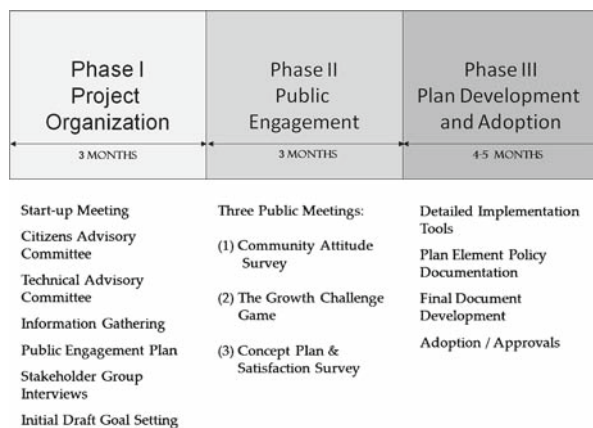 Phase I
Project
Organization
3 MONTHS
Phase II
Public
Engagement
3 MONTHS
Phase III
Plan Development
and Adoption
4-5 MONTHS
Start-up Meeting
Citizens Advisory
Committee
Technical Advisory
Committee
Information Gathering
Public Engagement Plan
Stakeholder Group
Interviews
Initial Draft Goal Setting
Three Public Meetings:
(1) Community Attitude
Survey
(2) The Growth Challenge
Game
(3) Concept Plan &
Satisfaction Survey
Detailed Implementation
Tools
Plan Element Policy
Documentation
Final Document
Development
Adoption / Approvals